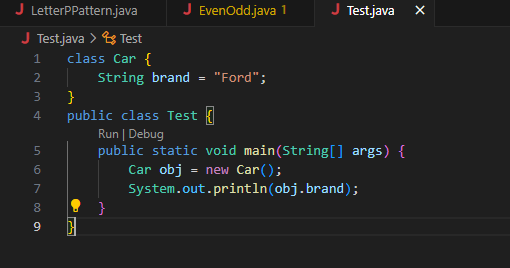 LetterPPattern.java EvenOdd.java 1 Test.java
Test.java > Test
1 class Car {
2     String brand = "Ford";
3 }
4 public class Test {
Run | Debug
5     public static void main(String[] args) {
6         Car obj = new Car();
7         System.out.println(obj.brand);
8     }
9 }